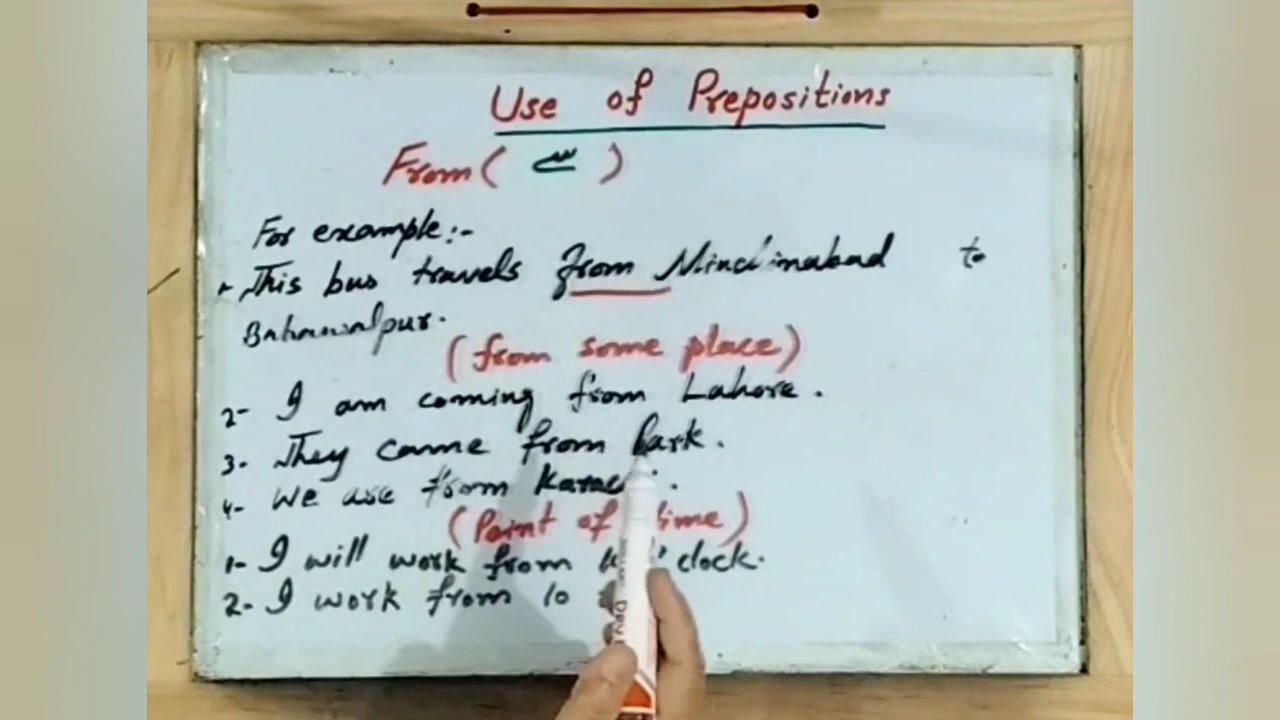 Use of Prepositions
From ( سے )
For example:-
1- This bus travels from Minchinabad to
Bahawalpur.
(from some place)
2- I am coming from Lahore.
3- They came from Park.
4- We are from
(Point of time)
1- I will work from clock.
2- I work from 10